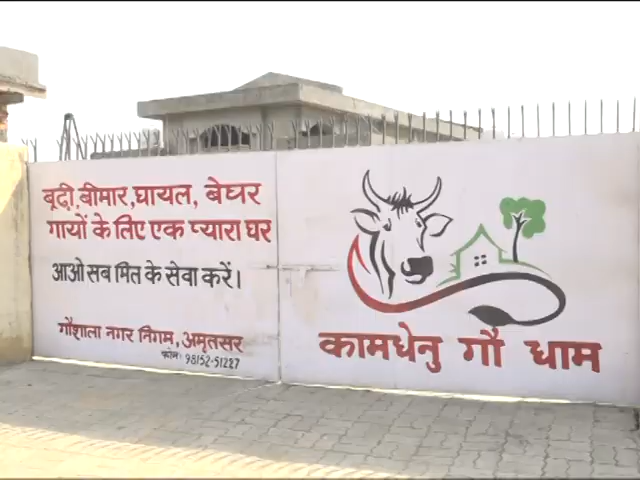 बूढ़ी,बीमार,घायल, बेघर
गायों के लिए एक प्यारा घर
आओ सब मिल के सेवा करें।
गौशाला नगर निगम, अमृतसर
फोन: 98152-51227
कामधेनु गौ धाम